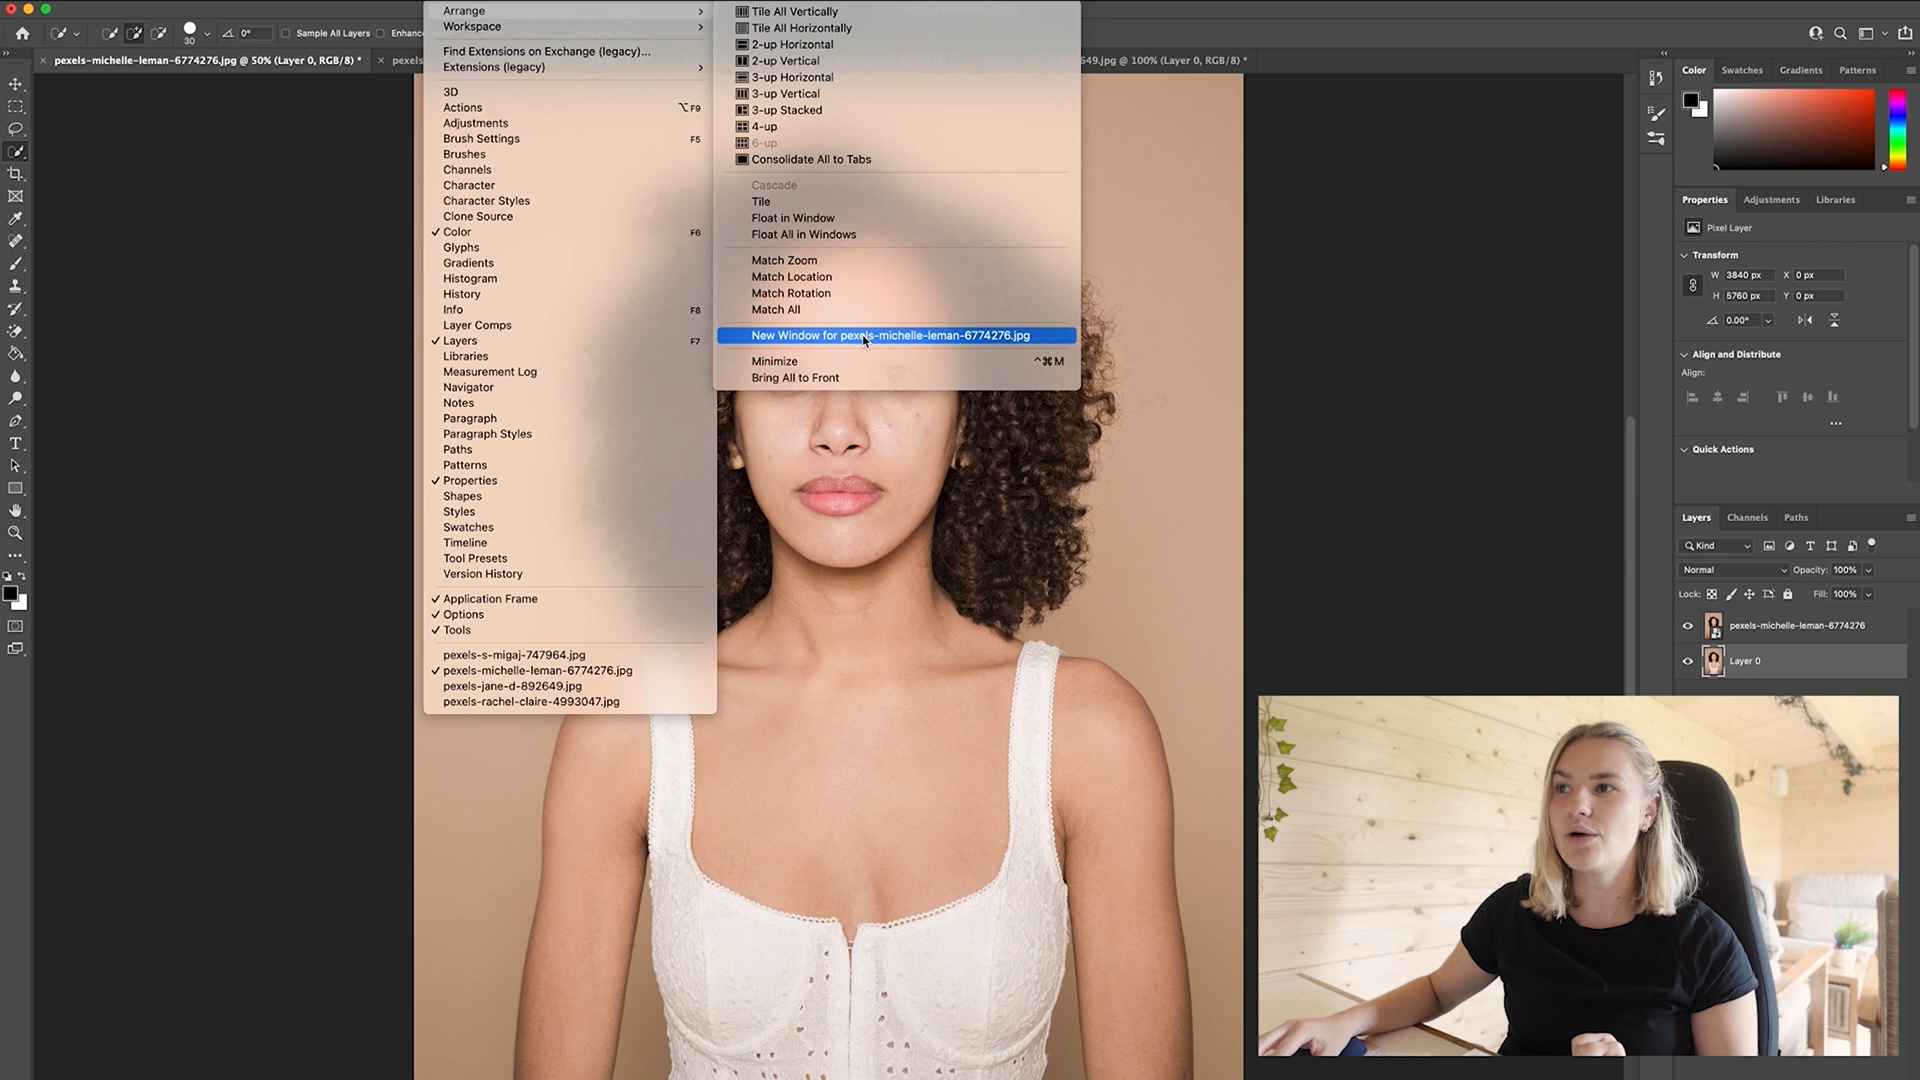 Arrange
Workspace
Find Extensions on Exchange (legacy)...
Extensions (legacy)
3D
Actions ⌥F9
Adjustments
Brush Settings F5
Brushes
Channels
Character
Character Styles
Clone Source
✓ Color F6
Glyphs
Gradients
Histogram
History
Info F8
Layer Comps
✓ Layers F7
Libraries
Measurement Log
Navigator
Notes
Paragraph
Paragraph Styles
Paths
Patterns
✓ Properties
Shapes
Styles
Swatches
Timeline
Tool Presets
Version History
✓ Application Frame
✓ Options
✓ Tools
pexels-s-migaj-747964.jpg
✓ pexels-michelle-leman-6774276.jpg
pexels-jane-d-892649.jpg
pexels-rachel-claire-4993047.jpg
Tile All Vertically
Tile All Horizontally
2-up Horizontal
2-up Vertical
3-up Horizontal
3-up Vertical
3-up Stacked
4-up
6-up
Consolidate All to Tabs
Cascade
Tile
Float in Window
Float All in Windows
Match Zoom
Match Location
Match Rotation
Match All
New Window for pexels-michelle-leman-6774276.jpg
Minimize ^⌘M
Bring All to Front
30
0°
Sample All Layers
Enhance
pexels-michelle-leman-6774276.jpg @ 50% (Layer 0, RGB/8) *
pexels
649.jpg @ 100% (Layer 0, RGB/8) *
Color Swatches Gradients Patterns
Properties Adjustments Libraries
Pixel Layer
Transform
W 3840 px X 0 px
H 5760 px Y 0 px
0.00°
Align and Distribute
Align:
Quick Actions
Layers Channels Paths
Kind
Normal Opacity: 100%
Lock: Fill: 100%
pexels-michelle-leman-6774276
Layer 0